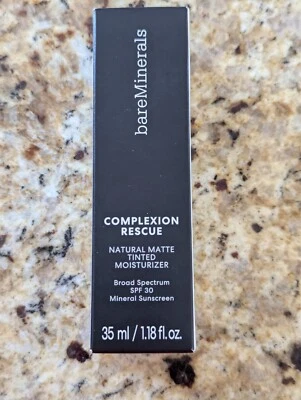 bareMinerals
COMPLEXION
RESCUE
NATURAL MATTE
TINTED
MOISTURIZER
Broad Spectrum
SPF 30
Mineral Sunscreen
35 ml / 1.18 fl.oz.